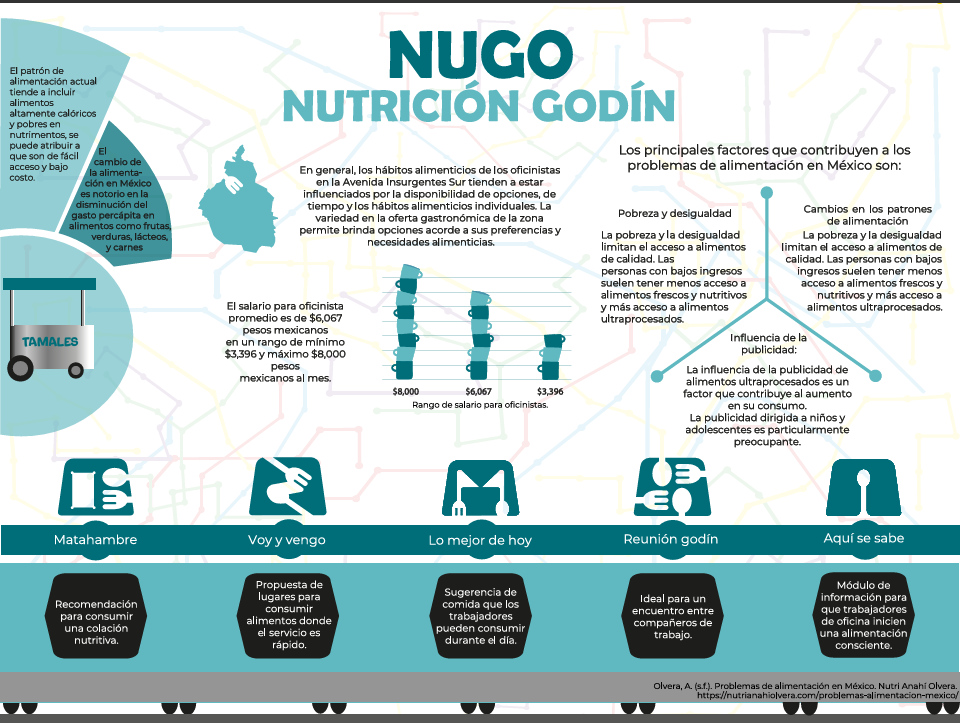 NUGO
NUTRICIÓN GODÍN
El patrón de
alimentación actual
tiende a incluir
alimentos
altamente calóricos
y pobres en
nutrimentos, se
puede atribuir a
que son de fácil
acceso y bajo
costo.
El
cambio de
la alimenta-
ción en México
es notorio en la
disminución del
gasto percápita en
alimentos como frutas,
verduras, lácteos,
y carnes
TAMALES
En general, los hábitos alimenticios de los oficinistas
en la Avenida Insurgentes Sur tienden a estar
influenciados por la disponibilidad de opciones, de
tiempo y los hábitos alimenticios individuales. La
variedad en la oferta gastronómica de la zona
permite brinda opciones acorde a sus preferencias y
necesidades alimenticias.
El salario para oficinista
promedio es de $6,067
pesos mexicanos
en un rango de mínimo
$3,396 y máximo $8,000
pesos
mexicanos al mes.
$8,000
$6,067
$3,396
Rango de salario para oficinistas.
Los principales factores que contribuyen a los
problemas de alimentación en México son:
Pobreza y desigualdad
La pobreza y la desigualdad
limitan el acceso a alimentos
de calidad. Las
personas con bajos ingresos
suelen tener menos acceso a
alimentos frescos y nutritivos
y más acceso a alimentos
ultraprocesados.
Cambios en los patrones
de alimentación
La pobreza y la desigualdad
limitan el acceso a alimentos de
calidad. Las personas con bajos
ingresos suelen tener menos
acceso a alimentos frescos y
nutritivos y más acceso a
alimentos ultraprocesados.
Influencia de la
publicidad:
La influencia de la publicidad de
alimentos ultraprocesados es un
factor que contribuye al aumento
en su consumo.
La publicidad dirigida a niños y
adolescentes es particularmente
preocupante.
Matahambre
Voy y vengo
Lo mejor de hoy
Reunión godín
Aquí se sabe
Recomendación
para consumir
una colación
nutritiva.
Propuesta de
lugares para
consumir
alimentos donde
el servicio es
rápido.
Sugerencia de
comida que los
trabajadores
pueden consumir
durante el día.
Ideal para un
encuentro entre
compañeros de
trabajo.
Módulo de
información para
que trabajadores
de oficina inicien
una alimentación
consciente.
Olvera, A. (s.f.). Problemas de alimentación en México. Nutri Anahí Olvera.
https://nutrianahiolvera.com/problemas-alimentacion-mexico/